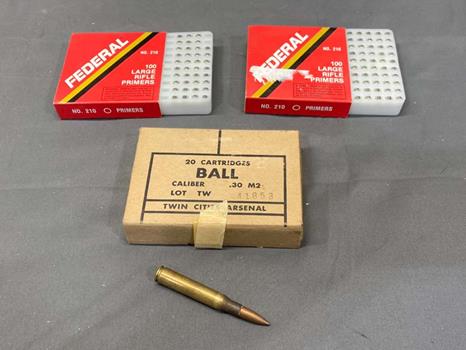 FEDERAL
NO. 210
100
LARGE
RIFLE
PRIMERS
NO. 210 PRIMERS
FEDERAL
NO. 210
100
LARGE
RIFLE
PRIMERS
NO. 210 PRIMERS
20 CARTRIDGES
BALL
CALIBER .30 M2
LOT TW
TWIN CITIES ARSENAL